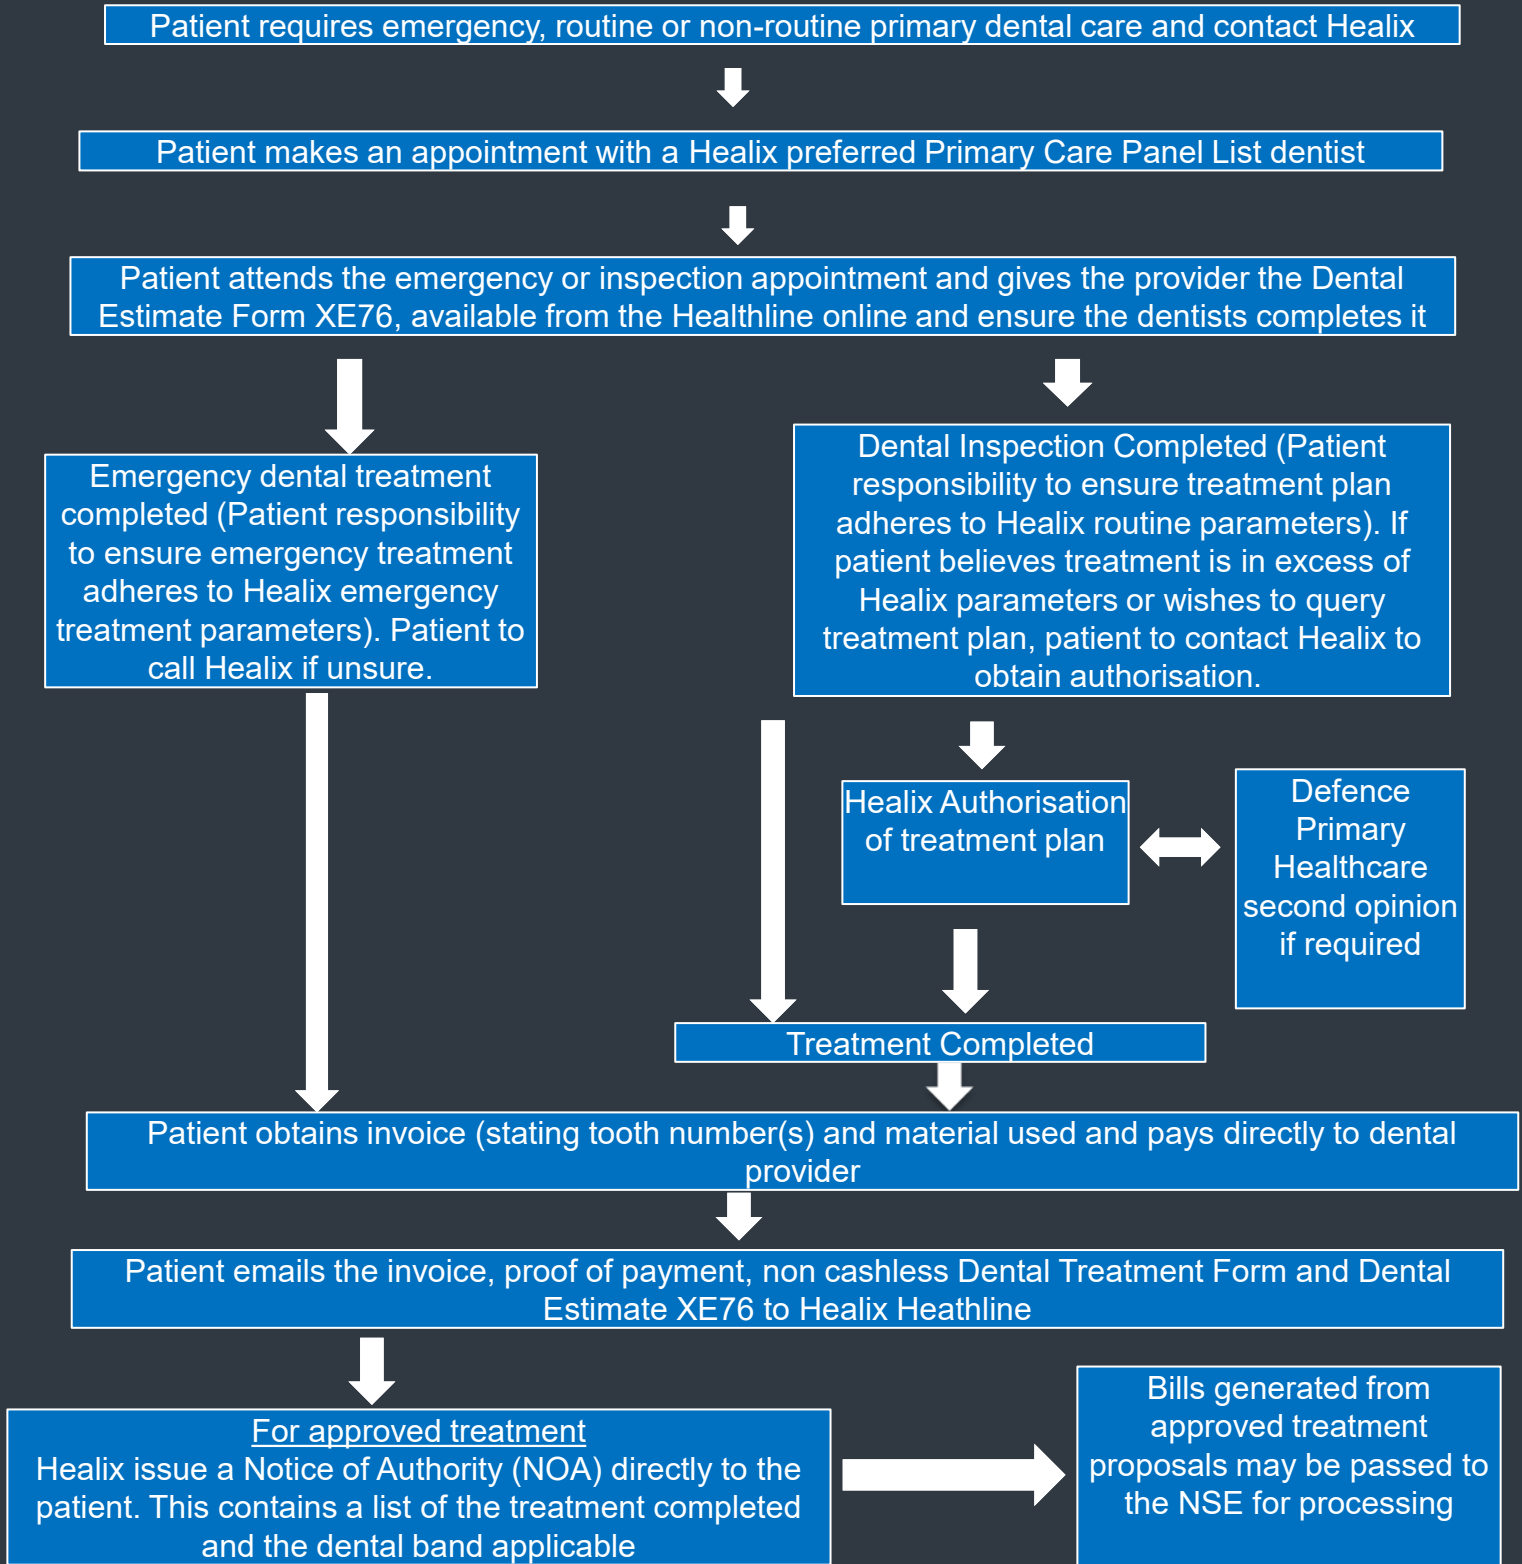 Patient requires emergency, routine or non-routine primary dental care and contact Healix
Patient makes an appointment with a Healix preferred Primary Care Panel List dentist
Patient attends the emergency or inspection appointment and gives the provider the Dental
Estimate Form XE76, available from the Healthline online and ensure the dentists completes it
Emergency dental treatment
completed (Patient responsibility
to ensure emergency treatment
adheres to Healix emergency
treatment parameters). Patient to
call Healix if unsure.
Dental Inspection Completed (Patient
responsibility to ensure treatment plan
adheres to Healix routine parameters). If
patient believes treatment is in excess of
Healix parameters or wishes to query
treatment plan, patient to contact Healix to
obtain authorisation.
Healix Authorisation
of treatment plan
Defence
Primary
Healthcare
second opinion
if required
Treatment Completed
Patient obtains invoice (stating tooth number(s) and material used and pays directly to dental
provider
Patient emails the invoice, proof of payment, non cashless Dental Treatment Form and Dental
Estimate XE76 to Healix Heathline
For approved treatment
Healix issue a Notice of Authority (NOA) directly to the
patient. This contains a list of the treatment completed
and the dental band applicable
Bills generated from
approved treatment
proposals may be passed to
the NSE for processing